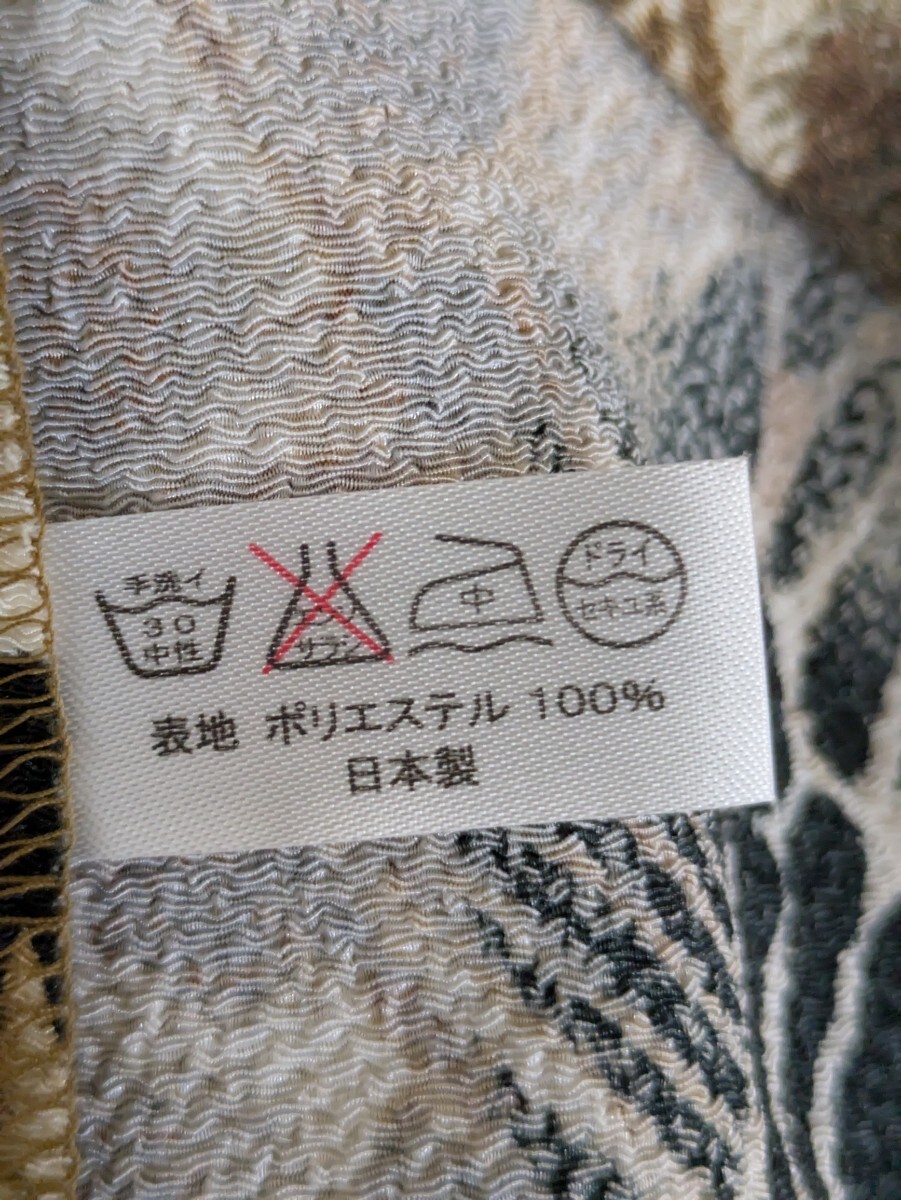 手洗イ
30
中性
エンソ
サラシ
中
ドライ
セキユ系
表地 ポリエステル 100%
日本製